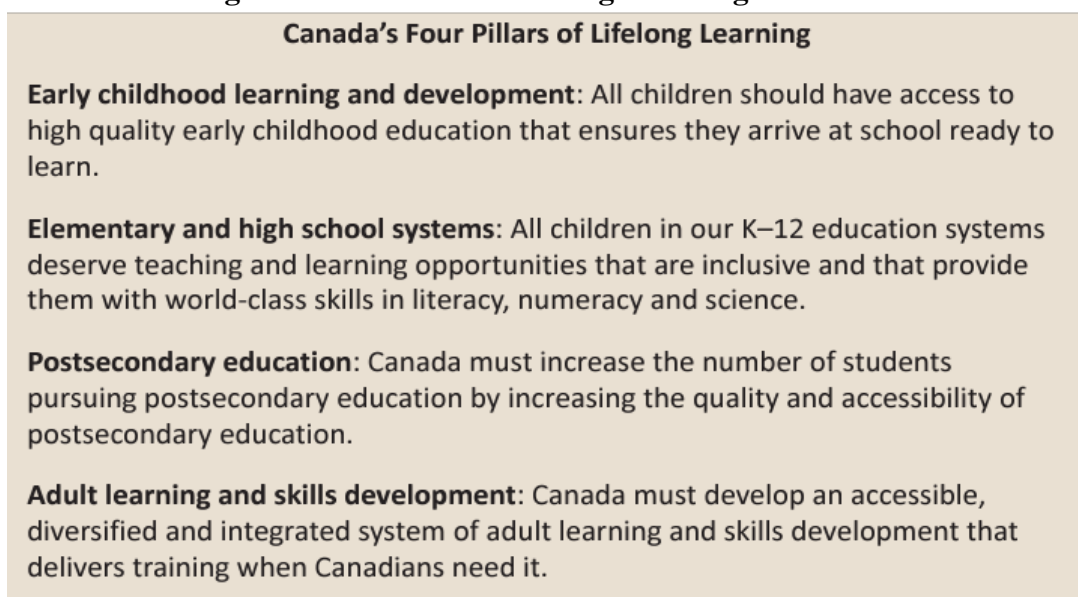 Canada’s Four Pillars of Lifelong Learning
Early childhood learning and development: All children should have access to
high quality early childhood education that ensures they arrive at school ready to
learn.
Elementary and high school systems: All children in our K–12 education systems
deserve teaching and learning opportunities that are inclusive and that provide
them with world-class skills in literacy, numeracy and science.
Postsecondary education: Canada must increase the number of students
pursuing postsecondary education by increasing the quality and accessibility of
postsecondary education.
Adult learning and skills development: Canada must develop an accessible,
diversified and integrated system of adult learning and skills development that
delivers training when Canadians need it.